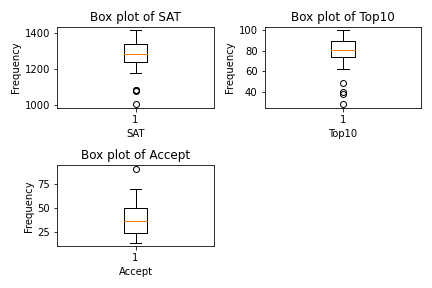 Box plot of SAT
1400
1200
1000
Frequency
1
SAT
Box plot of Top10
100
80
60
40
Frequency
1
Top10
Box plot of Accept
75
50
25
Frequency
1
Accept